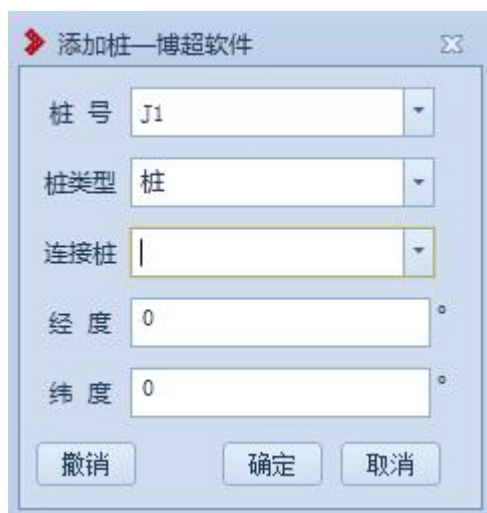 添加桩—博超软件
桩 号 J1
桩类型 桩
连接桩
经 度 0 °
纬 度 0 °
撤销 确定 取消